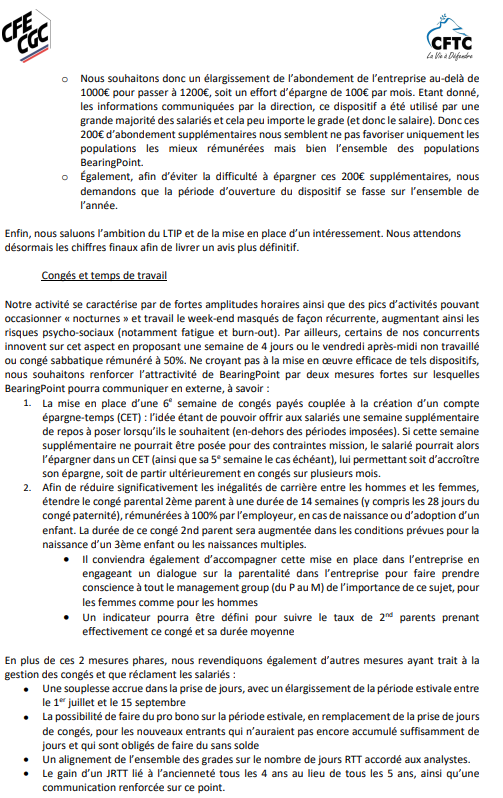 CFE
CGC
CFTC
La Vie à Défendre
o Nous souhaitons donc un élargissement de l'abondement de l'entreprise au-delà de
1000€ pour passer à 1200€, soit un effort d'épargne de 100€ par mois. Etant donné,
les informations communiquées par la direction, ce dispositif a été utilisé par une
grande majorité des salariés et cela peu importe le grade (et donc le salaire). Donc ces
200€ d'abondement supplémentaires nous semblent ne pas favoriser uniquement les
populations les mieux rémunérées mais bien l'ensemble des populations
BearingPoint.
o Également, afin d'éviter la difficulté à épargner ces 200€ supplémentaires, nous
demandons que la période d'ouverture du dispositif se fasse sur l'ensemble de
l'année.
Enfin, nous saluons l'ambition du LTIP et de la mise en place d'un intéressement. Nous attendons
désormais les chiffres finaux afin de livrer un avis plus définitif.
Congés et temps de travail
Notre activité se caractérise par de fortes amplitudes horaires ainsi que des pics d'activités pouvant
occasionner « nocturnes » et travail le week-end masqués de façon récurrente, augmentant ainsi les
risques psycho-sociaux (notamment fatigue et burn-out). Par ailleurs, certains de nos concurrents
innovent sur cet aspect en proposant une semaine de 4 jours ou le vendredi après-midi non travaillé
ou congé sabbatique rémunéré à 50%. Ne croyant pas à la mise en œuvre efficace de tels dispositifs,
nous souhaitons renforcer l'attractivité de BearingPoint par deux mesures fortes sur lesquelles
BearingPoint pourra communiquer en externe, à savoir :
1. La mise en place d'une 6e semaine de congés payés couplée à la création d'un compte
épargne-temps (CET) : l'idée étant de pouvoir offrir aux salariés une semaine supplémentaire
de repos à poser lorsqu'ils le souhaitent (en-dehors des périodes imposées). Si cette semaine
supplémentaire ne pourrait être posée pour des contraintes mission, le salarié pourrait alors
l'épargner dans un CET (ainsi que sa 5e semaine le cas échéant), lui permettant soit d'accroître
son épargne, soit de partir ultérieurement en congés sur plusieurs mois.
2. Afin de réduire significativement les inégalités de carrière entre les hommes et les femmes,
étendre le congé parental 2ème parent à une durée de 14 semaines (y compris les 28 jours du
congé paternité), rémunérées à 100% par l'employeur, en cas de naissance ou d'adoption d'un
enfant. La durée de ce congé 2nd parent sera augmentée dans les conditions prévues pour la
naissance d'un 3ème enfant ou les naissances multiples.
• Il conviendra également d'accompagner cette mise en place dans l'entreprise en
engageant un dialogue sur la parentalité dans l'entreprise pour faire prendre
conscience à tout le management group (du P au M) de l'importance de ce sujet, pour
les femmes comme pour les hommes
• Un indicateur pourra être défini pour suivre le taux de 2nd parents prenant
effectivement ce congé et sa durée moyenne
En plus de ces 2 mesures phares, nous revendiquons également d'autres mesures ayant trait à la
gestion des congés et que réclament les salariés :
• Une souplesse accrue dans la prise de jours, avec un élargissement de la période estivale entre
le 1er juillet et le 15 septembre
• La possibilité de faire du pro bono sur la période estivale, en remplacement de la prise de jours
de congés, pour les nouveaux entrants qui n'auraient pas encore accumulé suffisamment de
jours et qui sont obligés de faire du sans solde
• Un alignement de l'ensemble des grades sur le nombre de jours RTT accordé aux analystes.
• Le gain d'un JRTT lié à l'ancienneté tous les 4 ans au lieu de tous les 5 ans, ainsi qu'une
communication renforcée sur ce point.